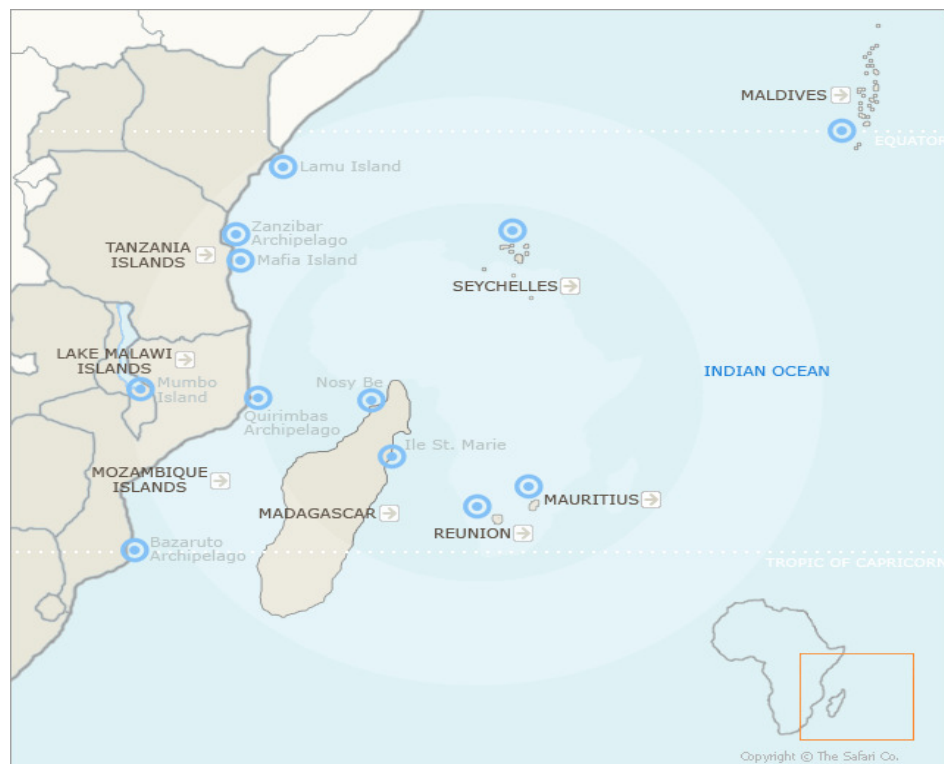 MALDIVES
EQUATOR
Lamu Island
Zanzibar
Archipelago
TANZANIA
ISLANDS
Mafia Island
SEYCHELLES
LAKE MALAWI
ISLANDS
Mumbo
Island
Nosy Be
INDIAN OCEAN
Quirimbas
Archipelago
Ile St. Marie
MOZAMBIQUE
ISLANDS
MADAGASCAR
MAURITIUS
REUNION
Bazaruto
Archipelago
TROPIC OF CAPRICORN
Copyright © The Safari Co.